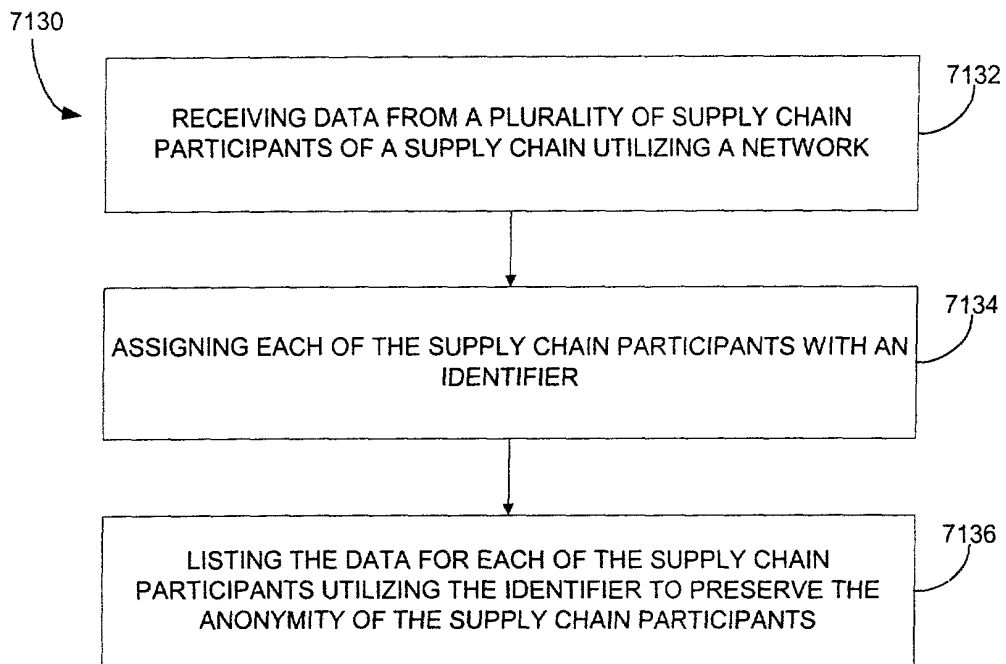 7130
7132
RECEIVING DATA FROM A PLURALITY OF SUPPLY CHAIN
PARTICIPANTS OF A SUPPLY CHAIN UTILIZING A NETWORK
7134
ASSIGNING EACH OF THE SUPPLY CHAIN PARTICIPANTS WITH AN
IDENTIFIER
7136
LISTING THE DATA FOR EACH OF THE SUPPLY CHAIN
PARTICIPANTS UTILIZING THE IDENTIFIER TO PRESERVE THE
ANONYMITY OF THE SUPPLY CHAIN PARTICIPANTS